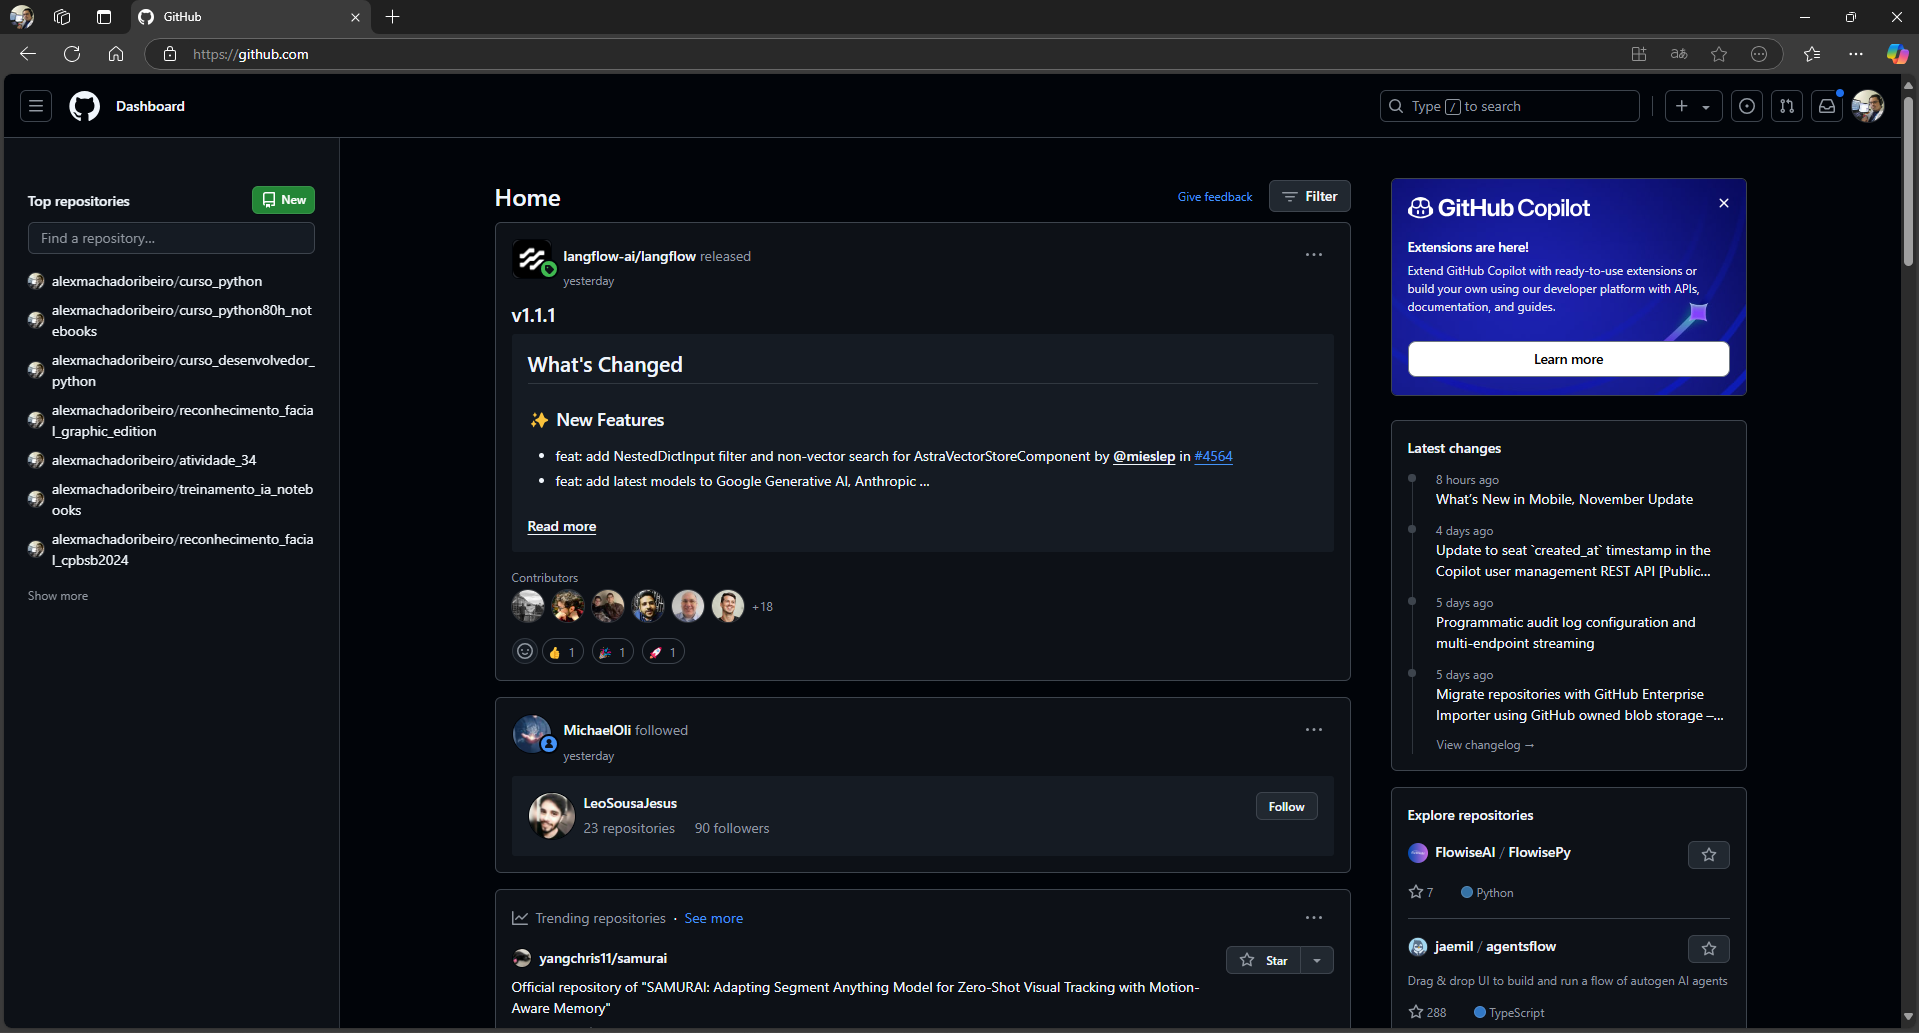 GitHub
https://github.com
Dashboard
Type / to search
Top repositories
New
Find a repository...
alexmachadoribeiro/curso_python
alexmachadoribeiro/curso_python80h_not
ebooks
alexmachadoribeiro/curso_desenvolvedor_
python
alexmachadoribeiro/reconhecimento_facia
l_graphic_edition
alexmachadoribeiro/atividade_34
alexmachadoribeiro/treinamento_ia_noteb
ooks
alexmachadoribeiro/reconhecimento_facia
l_cpbsb2024
Show more
Home
Give feedback
Filter
langflow-ai/langflow released
yesterday
v1.1.1
What's Changed
✨ New Features
• feat: add NestedDictInput filter and non-vector search for AstraVectorStoreComponent by @mieslep in #4564
• feat: add latest models to Google Generative AI, Anthropic ...
Read more
Contributors
+18
👍 1 🎉 1 🚀 1
MichaelOli followed
yesterday
LeoSousaJesus
23 repositories 90 followers
Follow
Trending repositories · See more
yangchris11/samurai
Star
Official repository of "SAMURAI: Adapting Segment Anything Model for Zero-Shot Visual Tracking with Motion-
Aware Memory"
GitHub Copilot
Extensions are here!
Extend GitHub Copilot with ready-to-use extensions or
build your own using our developer platform with APIs,
documentation, and guides.
Learn more
Latest changes
8 hours ago
What’s New in Mobile, November Update
4 days ago
Update to seat `created_at` timestamp in the
Copilot user management REST API [Public...
5 days ago
Programmatic audit log configuration and
multi-endpoint streaming
5 days ago
Migrate repositories with GitHub Enterprise
Importer using GitHub owned blob storage –...
View changelog →
Explore repositories
FlowiseAI / FlowisePy
7 Python
jaemil / agentsflow
Drag & drop UI to build and run a flow of autogen AI agents
288 TypeScript